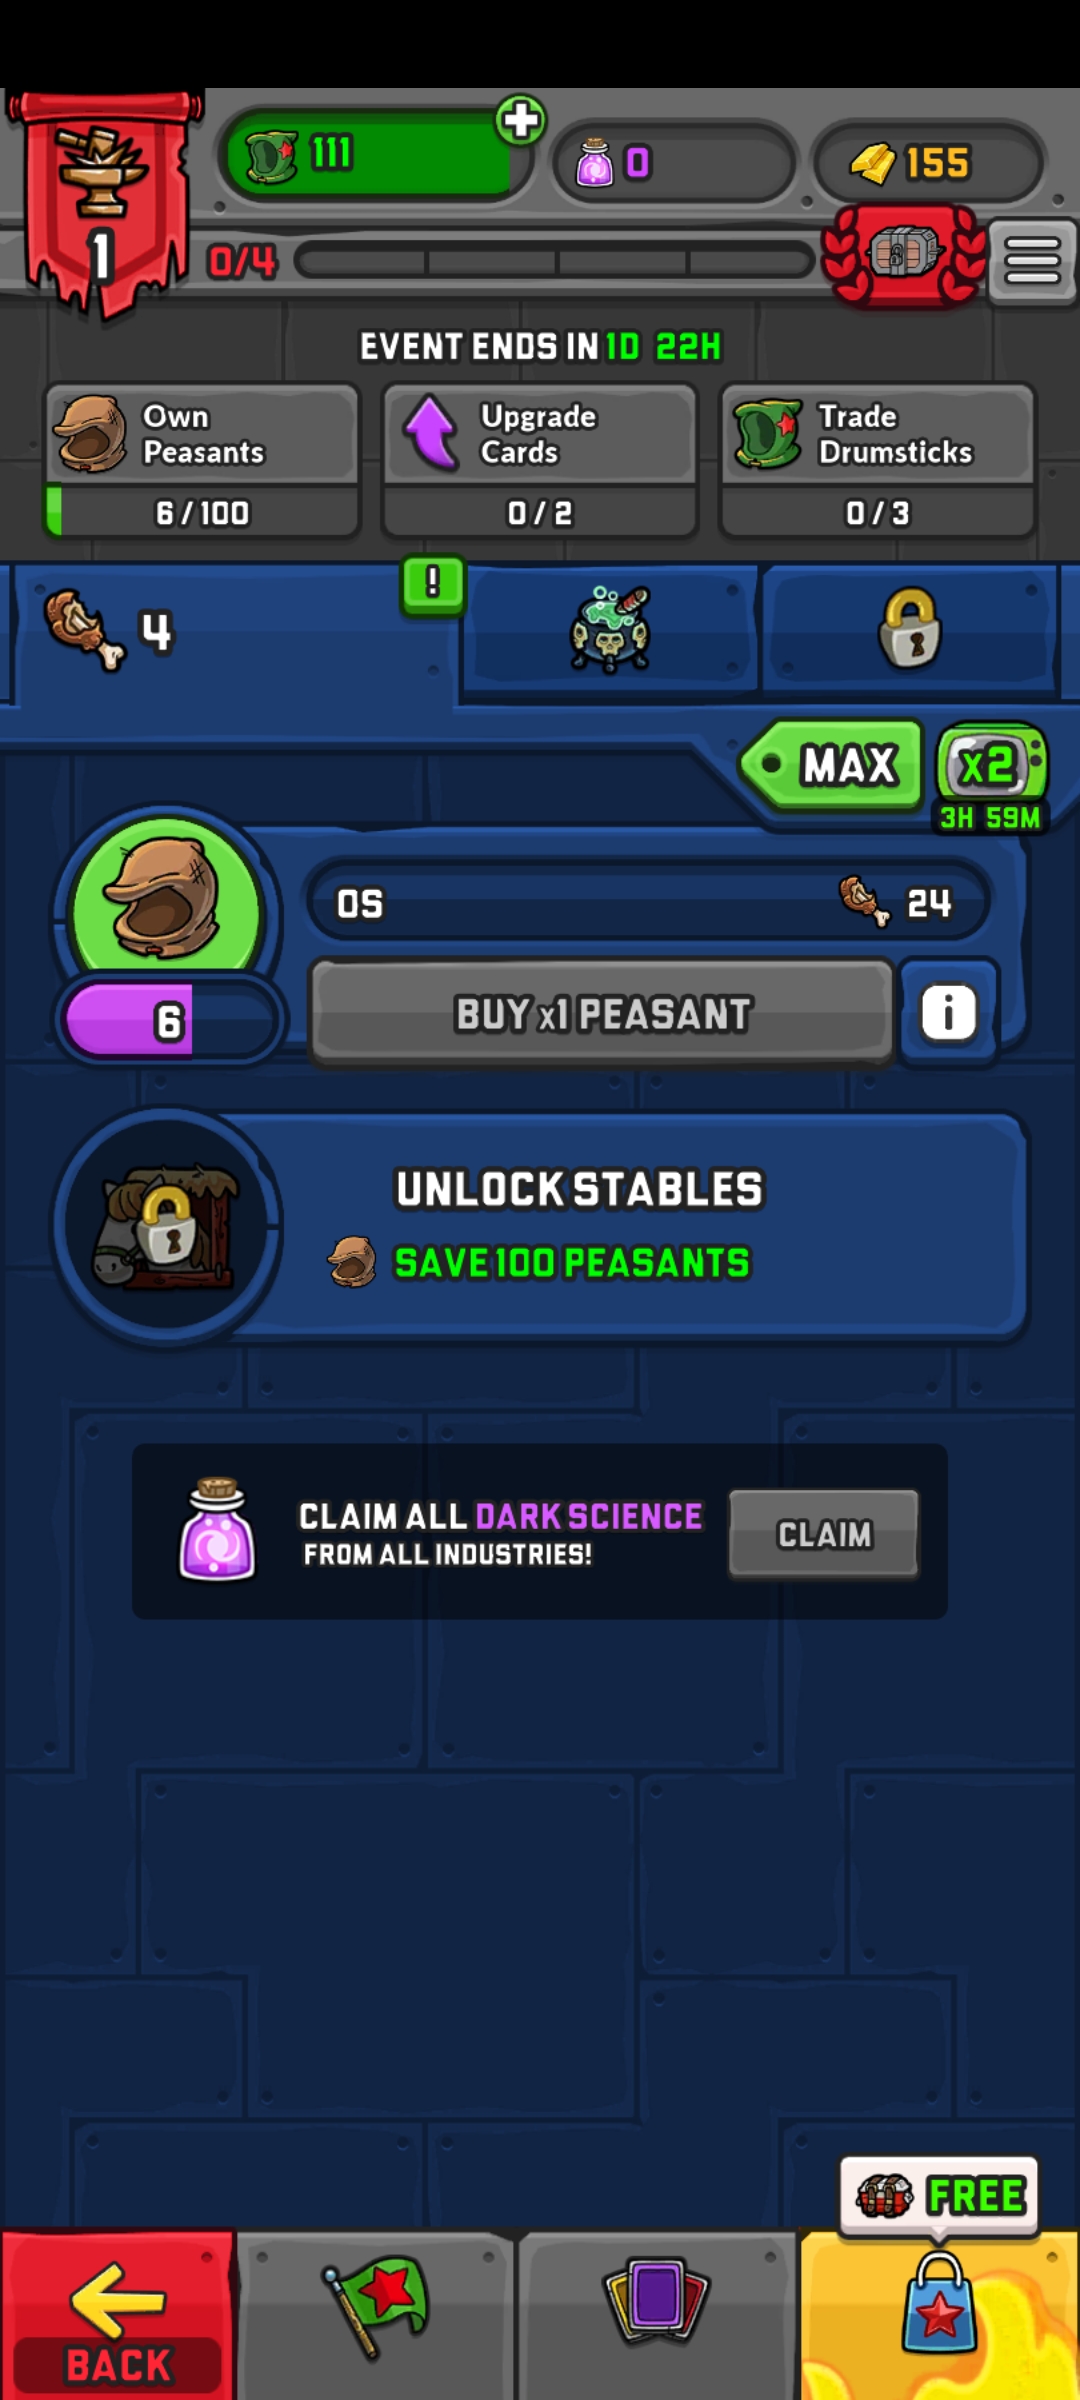 111
0
155
1
0/4
EVENT ENDS IN 1D 22H
Own
Peasants
6/100
Upgrade
Cards
0/2
Trade
Drumsticks
0/3
4
!
MAX
x2
3H 59M
0S
24
6
BUY x1 PEASANT
i
UNLOCK STABLES
SAVE 100 PEASANTS
CLAIM ALL DARK SCIENCE
FROM ALL INDUSTRIES!
CLAIM
FREE
BACK